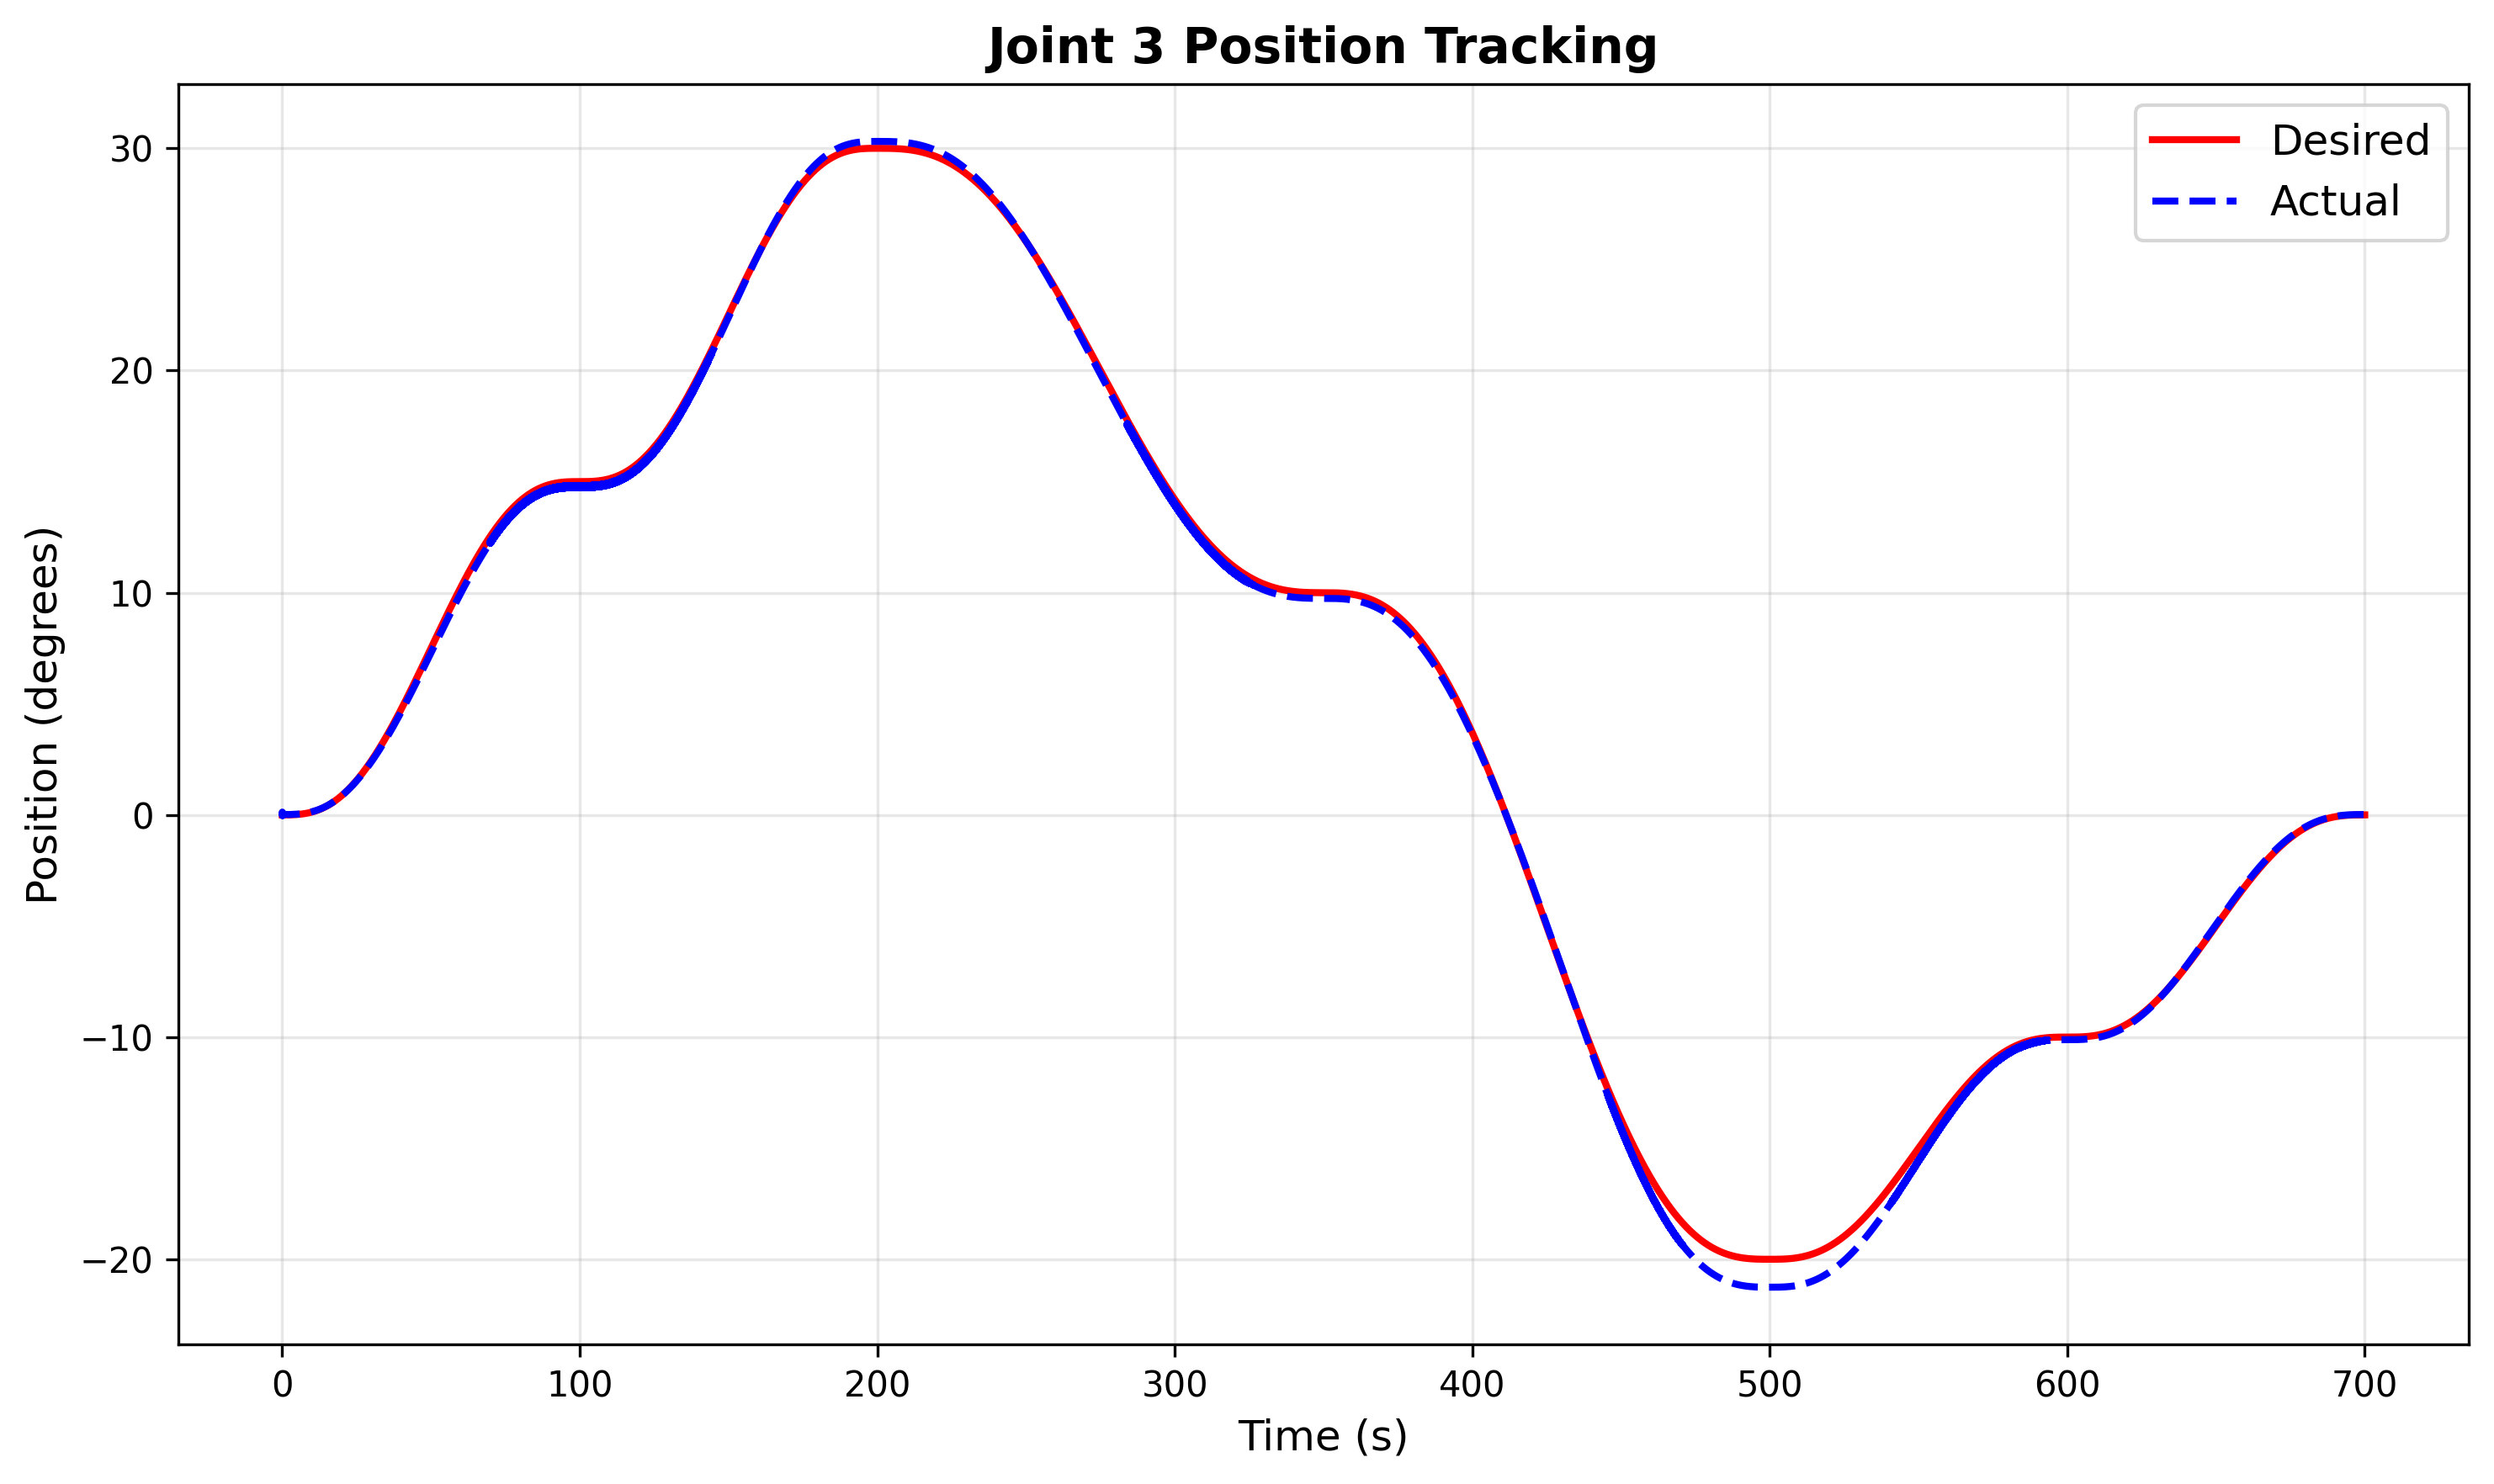 Joint 3 Position Tracking
Desired
Actual
Position (degrees)
30
20
10
0
−10
−20
0 100 200 300 400 500 600 700
Time (s)